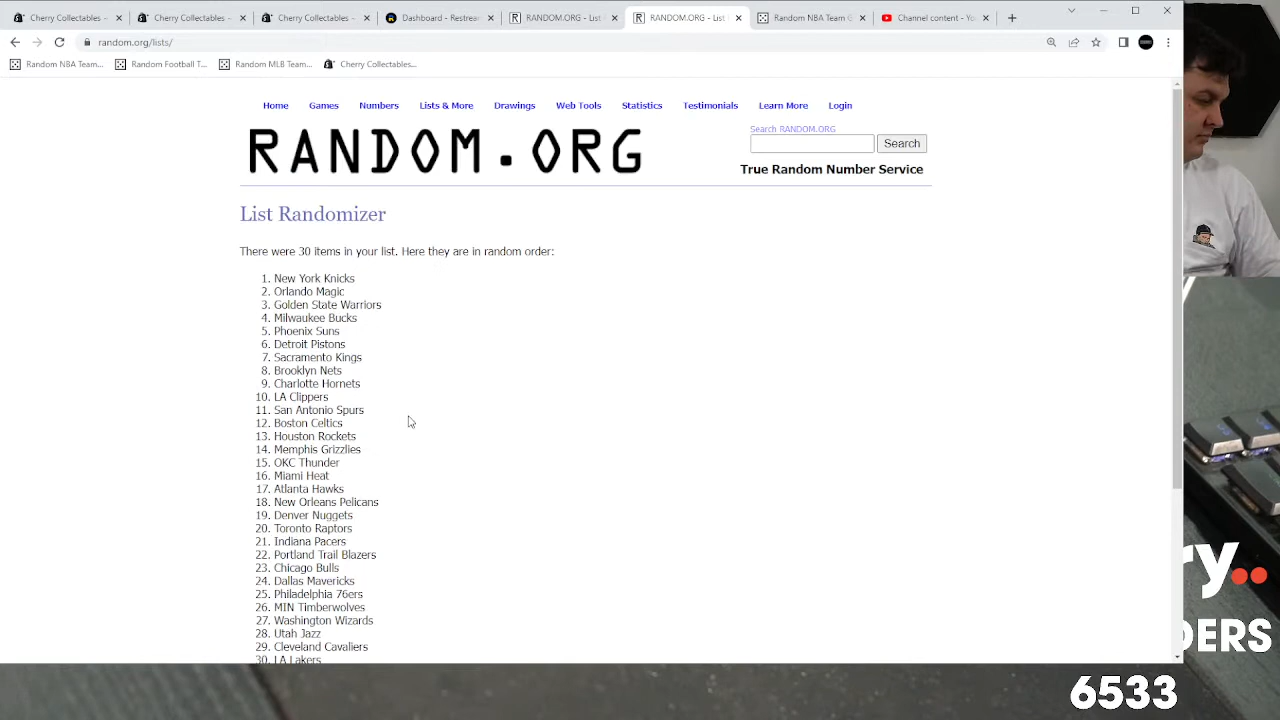 Cherry Collectables -
Cherry Collectables -
Cherry Collectables -
Dashboard - Restrea
RANDOM.ORG - List
RANDOM.ORG - List
Random NBA Team G
Channel content - Yo
random.org/lists/
Random NBA Team...
Random Football T...
Random MLB Team...
Cherry Collectables...
Home
Games
Numbers
Lists & More
Drawings
Web Tools
Statistics
Testimonials
Learn More
Login
RANDOM.ORG
Search RANDOM.ORG
Search
True Random Number Service
List Randomizer
There were 30 items in your list. Here they are in random order:
1. New York Knicks
2. Orlando Magic
3. Golden State Warriors
4. Milwaukee Bucks
5. Phoenix Suns
6. Detroit Pistons
7. Sacramento Kings
8. Brooklyn Nets
9. Charlotte Hornets
10. LA Clippers
11. San Antonio Spurs
12. Boston Celtics
13. Houston Rockets
14. Memphis Grizzlies
15. OKC Thunder
16. Miami Heat
17. Atlanta Hawks
18. New Orleans Pelicans
19. Denver Nuggets
20. Toronto Raptors
21. Indiana Pacers
22. Portland Trail Blazers
23. Chicago Bulls
24. Dallas Mavericks
25. Philadelphia 76ers
26. MIN Timberwolves
27. Washington Wizards
28. Utah Jazz
29. Cleveland Cavaliers
30. LA Lakers
ry..
DERS
6533